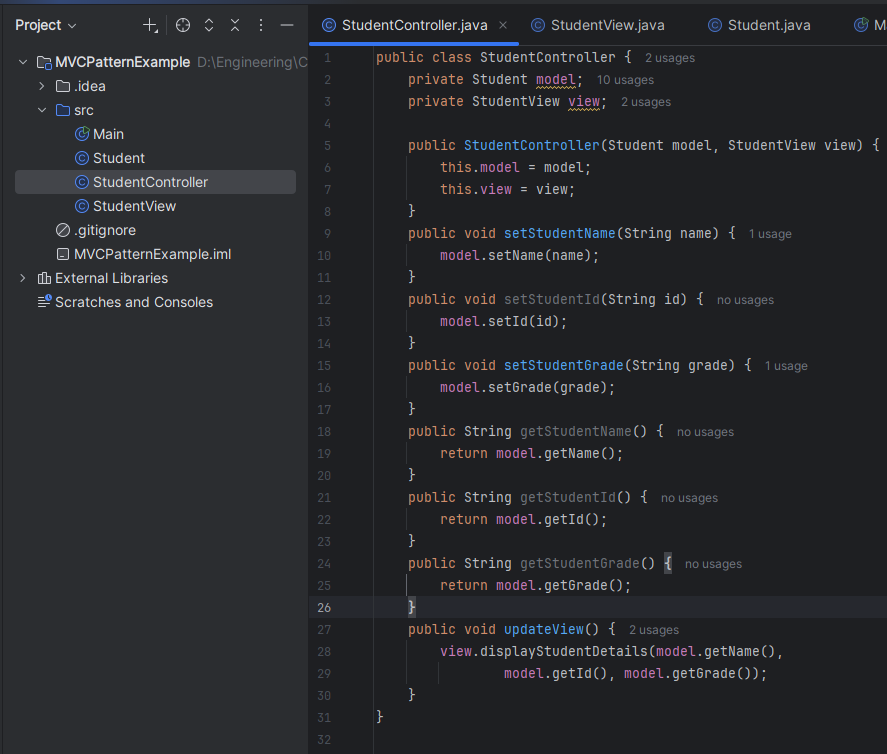 Project
MVCPatternExample D:\Engineering\C
.idea
src
Main
Student
StudentController
StudentView
.gitignore
MVCPatternExample.iml
External Libraries
Scratches and Consoles
StudentController.java StudentView.java Student.java M
1 public class StudentController { 2 usages
2     private Student model; 10 usages
3     private StudentView view; 2 usages
4
5     public StudentController(Student model, StudentView view) {
6         this.model = model;
7         this.view = view;
8     }
9     public void setStudentName(String name) { 1 usage
10         model.setName(name);
11     }
12     public void setStudentId(String id) { no usages
13         model.setId(id);
14     }
15     public void setStudentGrade(String grade) { 1 usage
16         model.setGrade(grade);
17     }
18     public String getStudentName() { no usages
19         return model.getName();
20     }
21     public String getStudentId() { no usages
22         return model.getId();
23     }
24     public String getStudentGrade() { no usages
25         return model.getGrade();
26     }
27     public void updateView() { 2 usages
28         view.displayStudentDetails(model.getName(),
29                 model.getId(), model.getGrade());
30     }
31 }
32